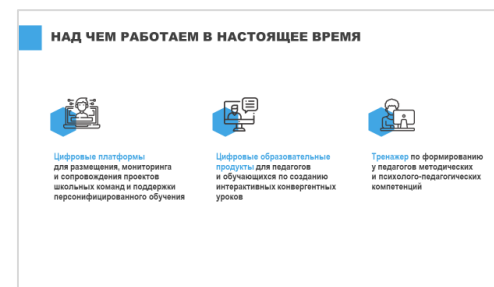 НАД ЧЕМ РАБОТАЕМ В НАСТОЯЩЕЕ ВРЕМЯ
Цифровые платформы
для размещения, мониторинга
и сопровождения проектов
школьных команд и поддержки
персонифицированного обучения
Цифровые образовательные
продукты для педагогов
и обучающихся по созданию
интерактивных конвергентных
уроков
Тренажер по формированию
у педагогов методических
и психолого-педагогических
компетенций